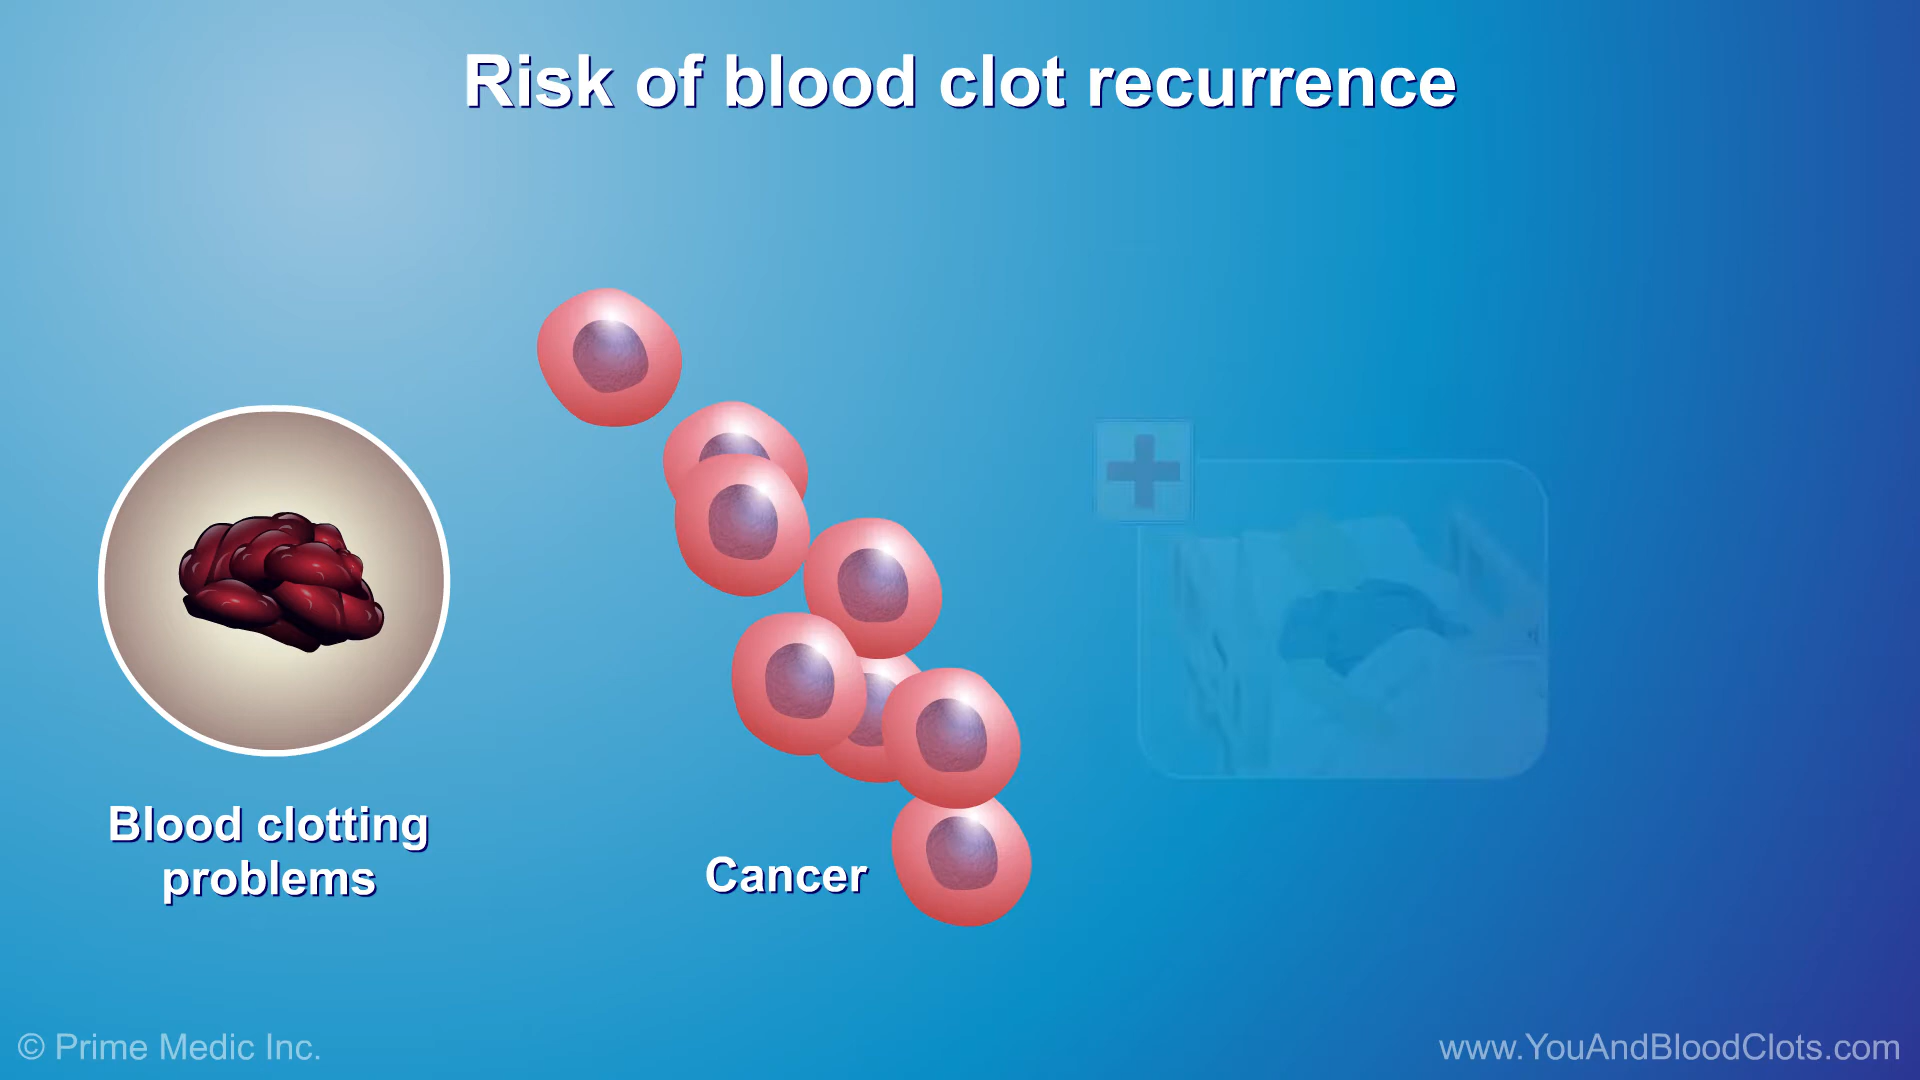 Risk of blood clot recurrence
Blood clotting
problems
Cancer
© Prime Medic Inc.
www.YouAndBloodClots.com